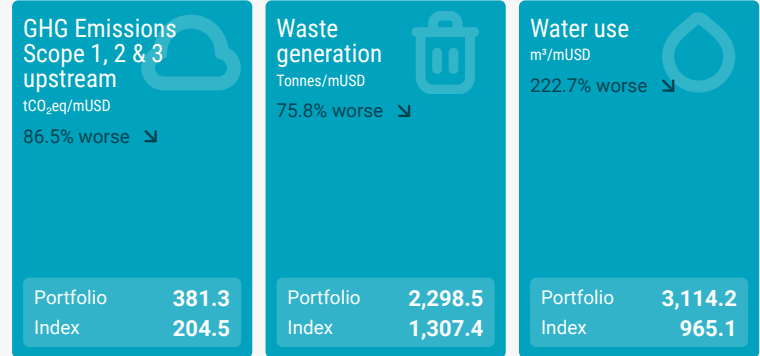 GHG Emissions
Scope 1, 2 & 3
upstream
tCO₂eq/mUSD
86.5% worse
Portfolio 381.3
Index 204.5
Waste
generation
Tonnes/mUSD
75.8% worse
Portfolio 2,298.5
Index 1,307.4
Water use
m³/mUSD
222.7% worse
Portfolio 3,114.2
Index 965.1